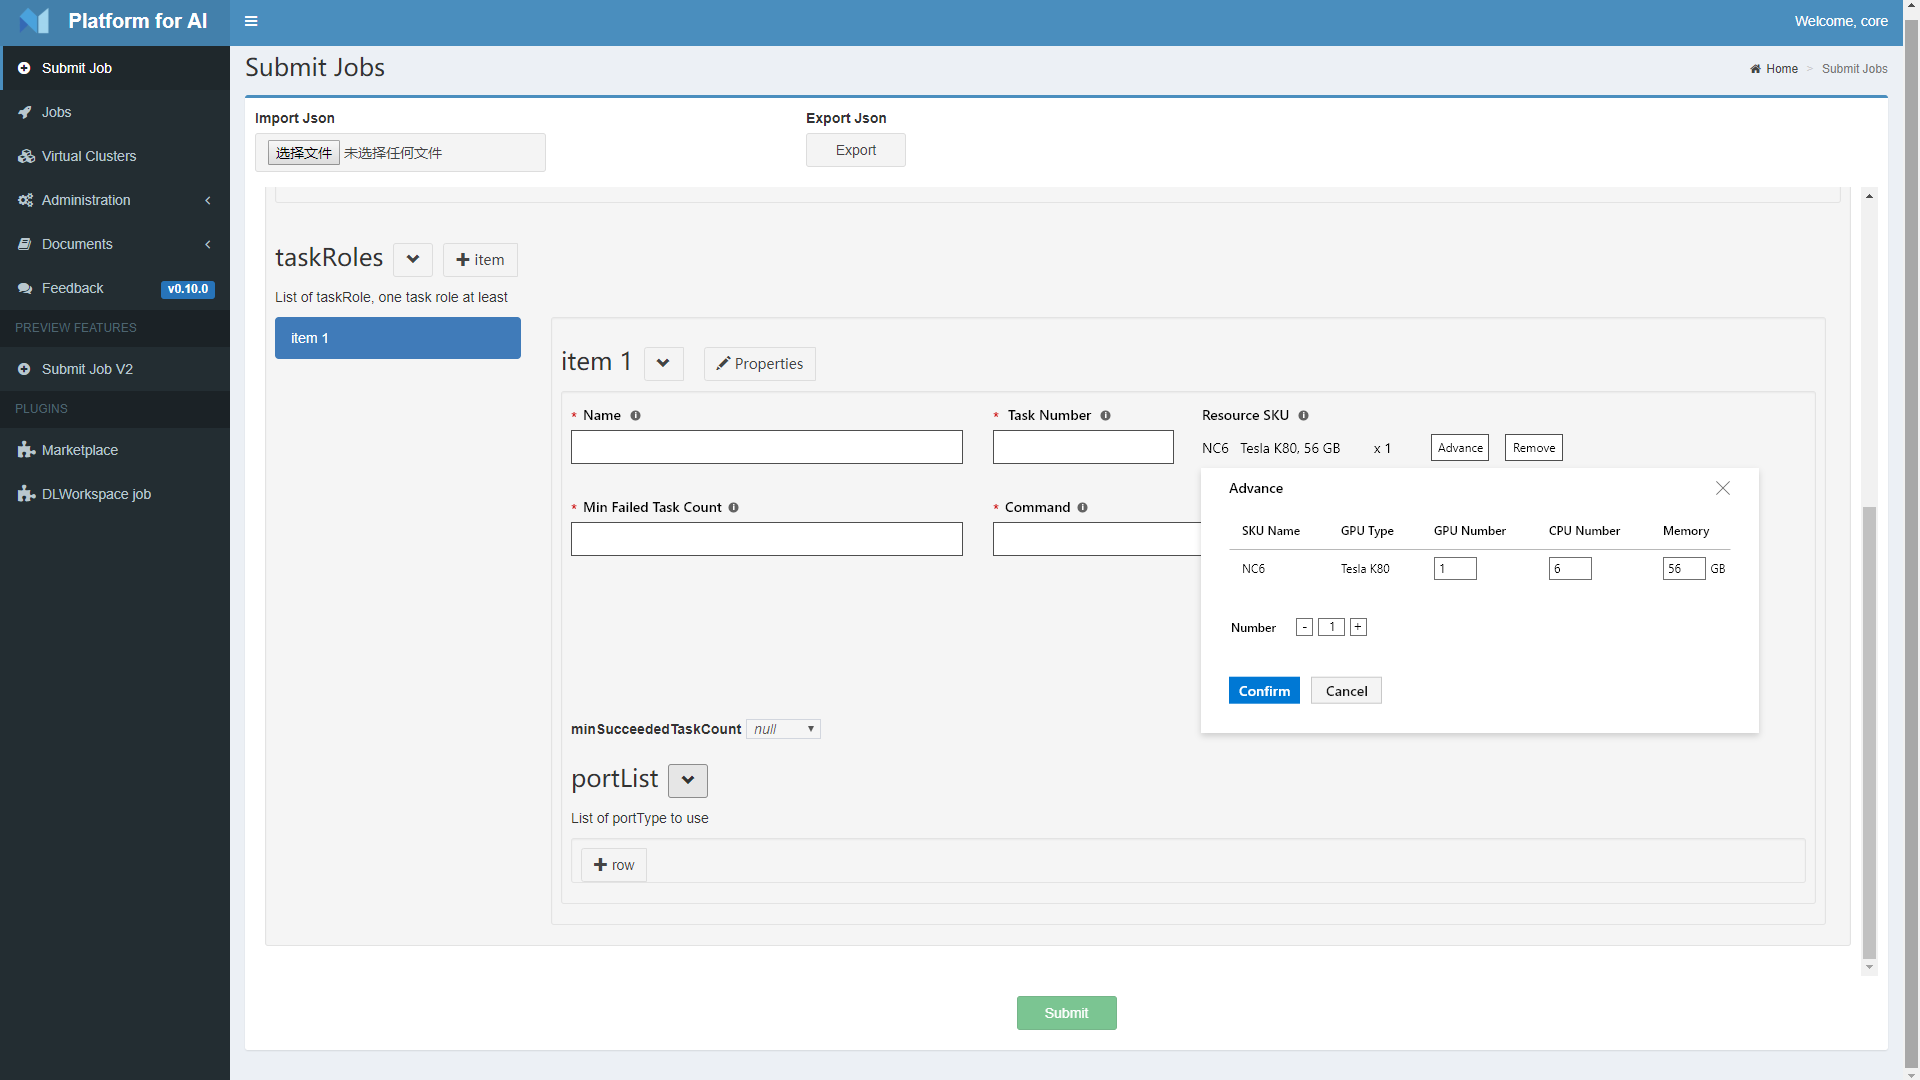 Platform for AI
Welcome, core
Submit Job
Jobs
Virtual Clusters
Administration
Documents
Feedback v0.10.0
PREVIEW FEATURES
Submit Job V2
PLUGINS
Marketplace
DLWorkspace job
Submit Jobs
Home > Submit Jobs
Import Json
选择文件 未选择任何文件
Export Json
Export
taskRoles
+ item
List of taskRole, one task role at least
item 1
item 1
Properties
* Name
* Task Number
Resource SKU
NC6 Tesla K80, 56 GB x 1 Advance Remove
* Min Failed Task Count
* Command
Advance
SKU Name GPU Type GPU Number CPU Number Memory
NC6 Tesla K80 1 6 56 GB
Number - 1 +
Confirm Cancel
minSucceededTaskCount null
portList
List of portType to use
+ row
Submit